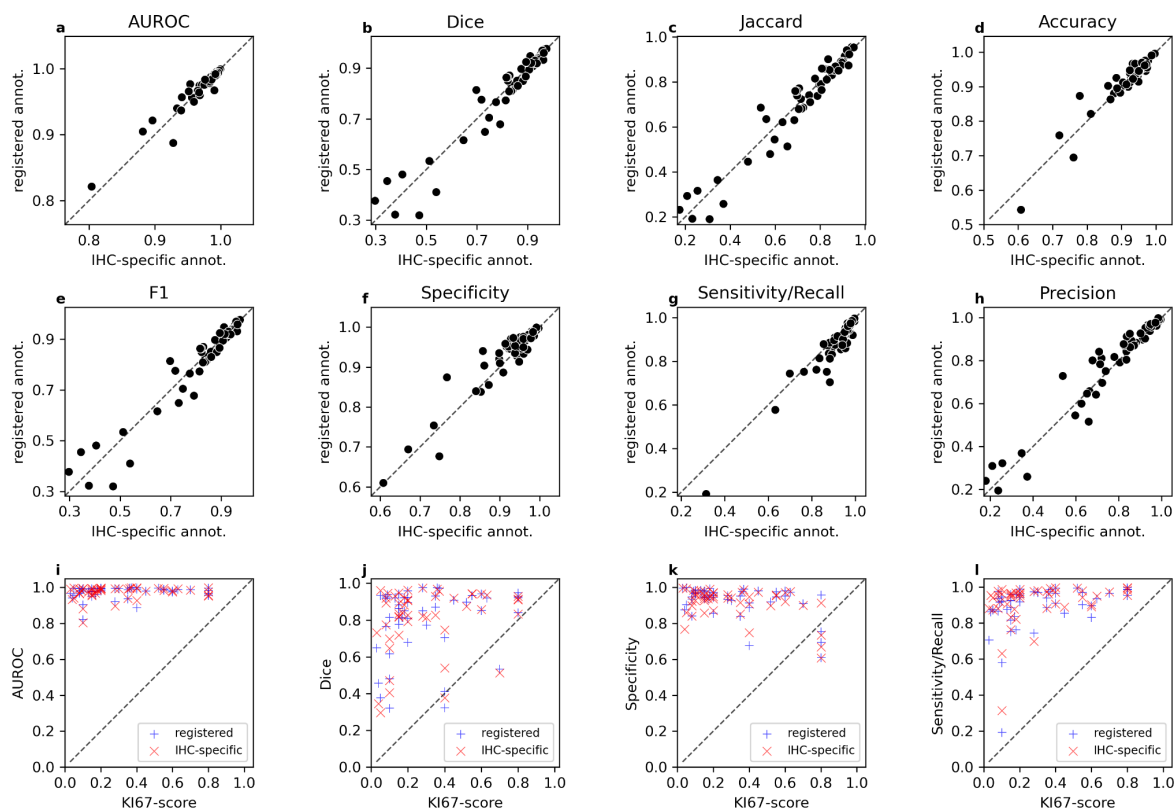 a AUROC
registered annot.
1.0
0.9
0.8
0.8 0.9 1.0
IHC-specific annot.
b Dice
registered annot.
0.9
0.7
0.5
0.3
0.3 0.5 0.7 0.9
IHC-specific annot.
c Jaccard
registered annot.
1.0
0.8
0.6
0.4
0.2
0.2 0.4 0.6 0.8 1.0
IHC-specific annot.
d Accuracy
registered annot.
1.0
0.9
0.8
0.7
0.6
0.5
0.5 0.6 0.7 0.8 0.9 1.0
IHC-specific annot.
e F1
registered annot.
0.9
0.7
0.5
0.3
0.3 0.5 0.7 0.9
IHC-specific annot.
f Specificity
registered annot.
1.0
0.9
0.8
0.7
0.6
0.6 0.7 0.8 0.9 1.0
IHC-specific annot.
g Sensitivity/Recall
registered annot.
1.0
0.8
0.6
0.4
0.2
0.2 0.4 0.6 0.8 1.0
IHC-specific annot.
h Precision
registered annot.
1.0
0.8
0.6
0.4
0.2
0.2 0.4 0.6 0.8 1.0
IHC-specific annot.
i
AUROC
1.0
0.8
0.6
0.4
0.2
0.0
registered
IHC-specific
0.0 0.2 0.4 0.6 0.8 1.0
KI67-score
j
Dice
1.0
0.8
0.6
0.4
0.2
0.0
registered
IHC-specific
0.0 0.2 0.4 0.6 0.8 1.0
KI67-score
k
Specificity
1.0
0.8
0.6
0.4
0.2
0.0
registered
IHC-specific
0.0 0.2 0.4 0.6 0.8 1.0
KI67-score
l
Sensitivity/Recall
1.0
0.8
0.6
0.4
0.2
0.0
registered
IHC-specific
0.0 0.2 0.4 0.6 0.8 1.0
KI67-score